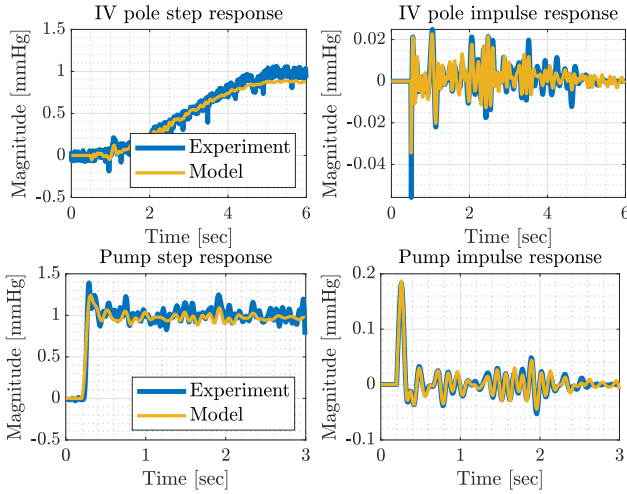 IV pole step response
Magnitude [mmHg]
1.5
1
0.5
0
-0.5
0
2
4
6
Time [sec]
Experiment
Model
IV pole impulse response
Magnitude [mmHg]
0.02
0
-0.02
-0.04
0
1
2
3
4
5
6
Time [sec]
Pump step response
Magnitude [mmHg]
1.5
1
0.5
0
-0.5
0
1
2
3
Time [sec]
Experiment
Model
Pump impulse response
Magnitude [mmHg]
0.2
0.1
0
-0.1
0
1
2
3
Time [sec]